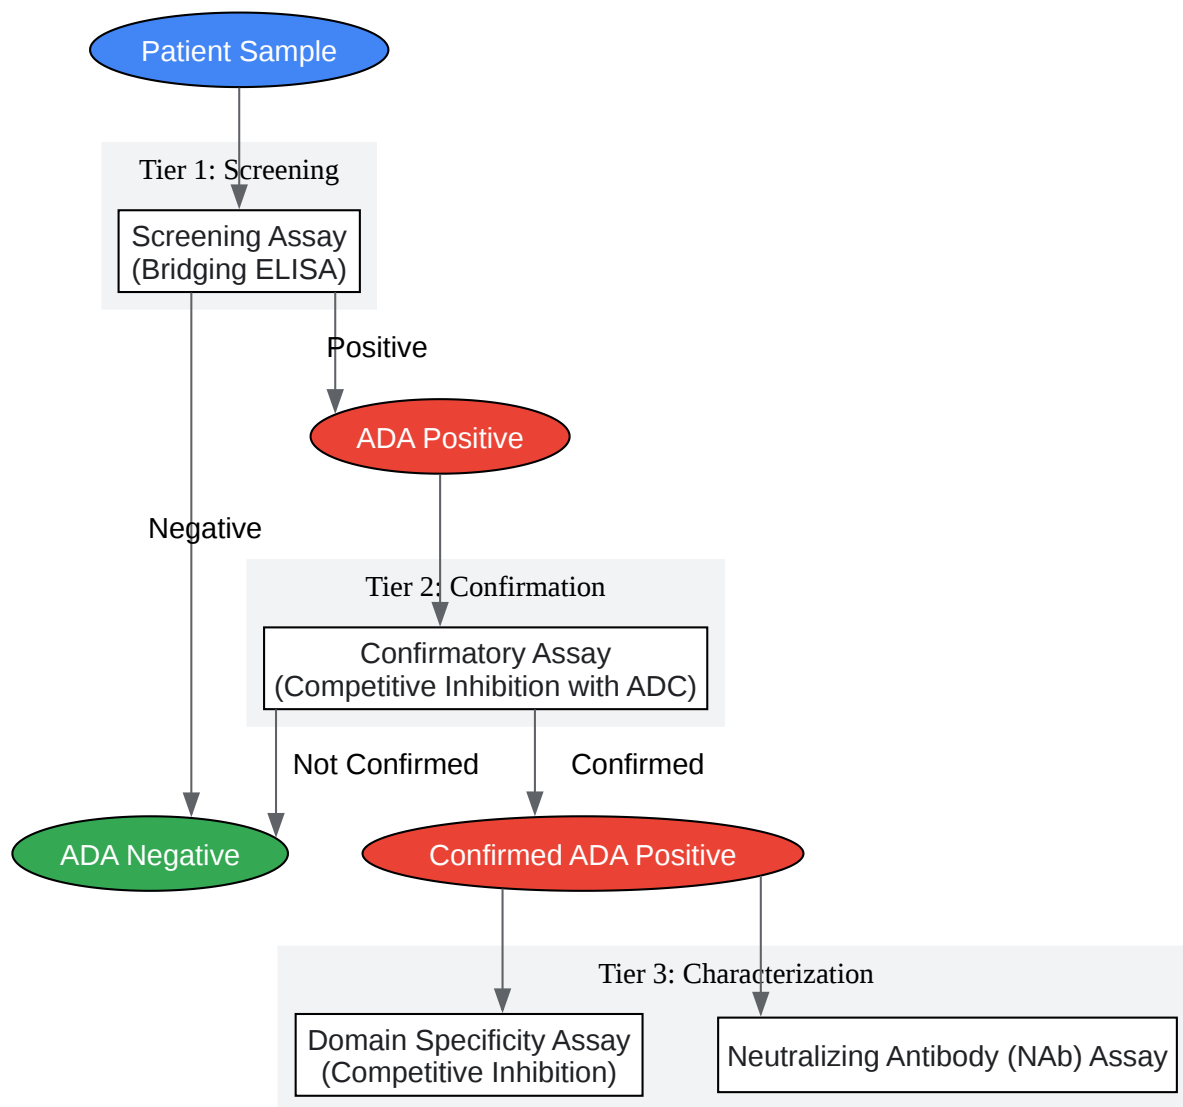 Patient Sample
Tier 1: Screening
Screening Assay
(Bridging ELISA)
Positive
ADA Positive
Negative
Tier 2: Confirmation
Confirmatory Assay
(Competitive Inhibition with ADC)
Not Confirmed
Confirmed
ADA Negative
Confirmed ADA Positive
Tier 3: Characterization
Domain Specificity Assay
(Competitive Inhibition)
Neutralizing Antibody (NAb) Assay